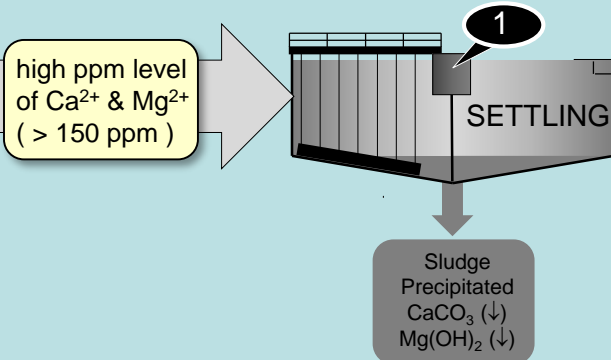 1
high ppm level
of Ca²⁺ & Mg²⁺
( > 150 ppm )
SETTLING
Sludge
Precipitated
CaCO₃ (↓)
Mg(OH)₂ (↓)